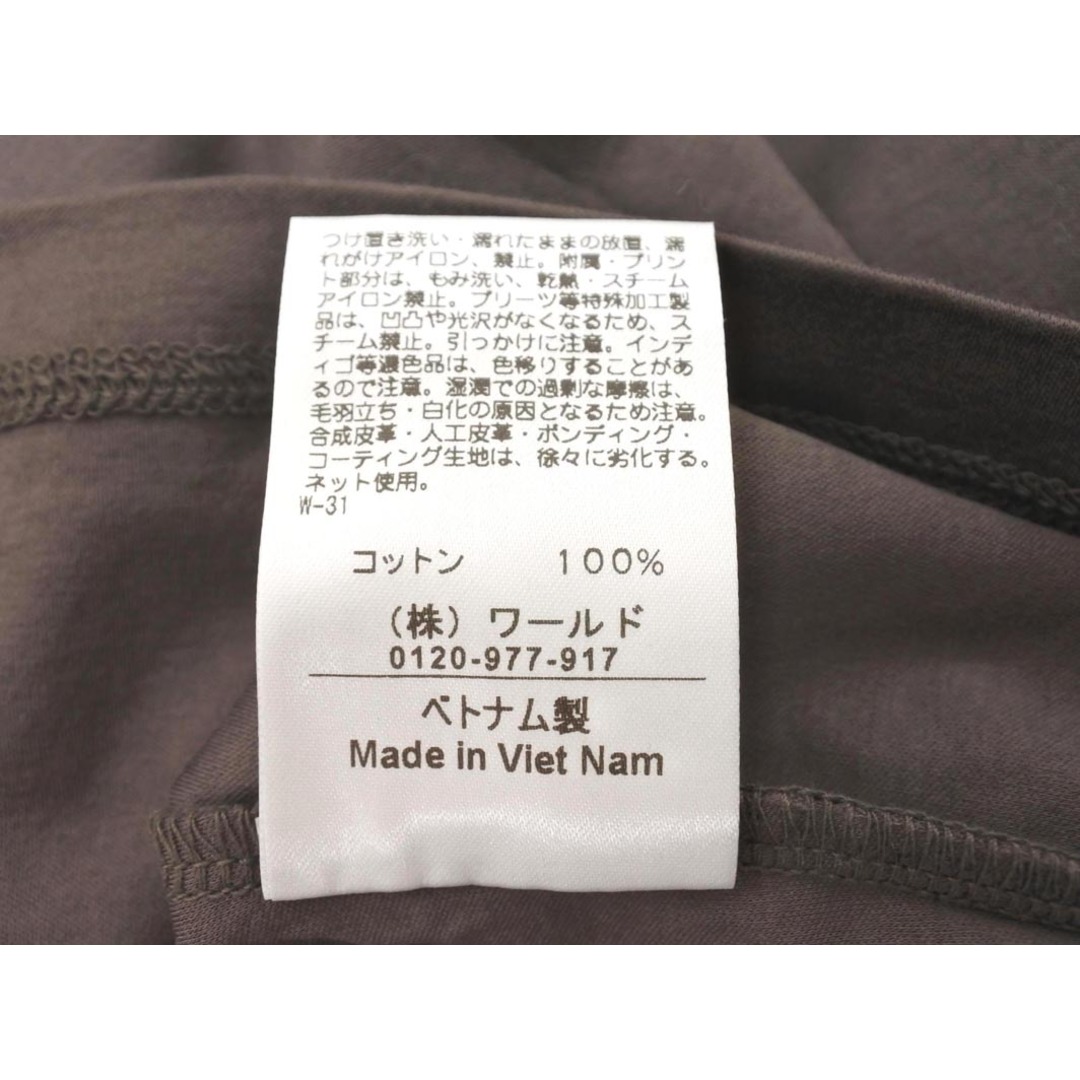 つけ置き洗い・濡れたままの放置、濡
れがけアイロン、禁止。附属・プリン
ト部分は、もみ洗い、乾熱・スチーム
アイロン禁止。プリーツ等特殊加工製
品は、凹凸や光沢がなくなるため、ス
チーム禁止。引っかけに注意。インデ
ィゴ等濃色品は、色移りすることがあ
るので注意。湿潤での過剰な摩擦は、
毛羽立ち・白化の原因となるため注意。
合成皮革・人工皮革・ボンディング・
コーティング生地は、徐々に劣化する。
ネット使用。
W-31
コットン 100%
(株) ワールド
0120-977-917
ベトナム製
Made in Viet Nam